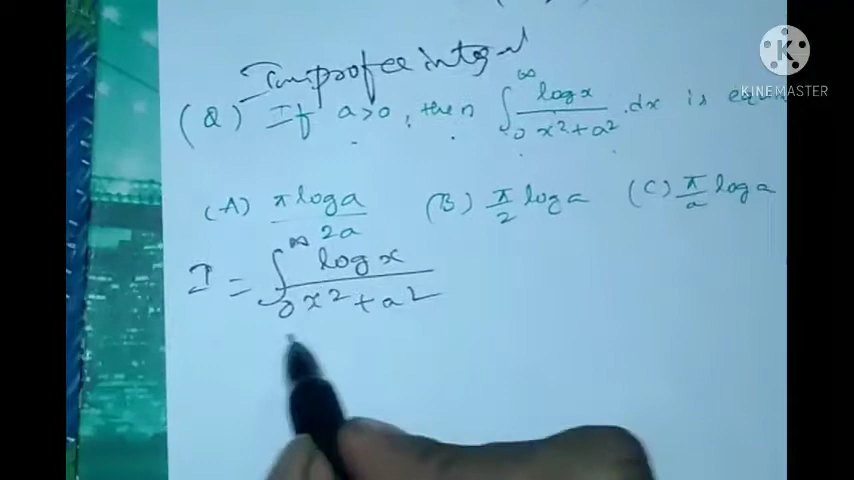 KINEMASTER
Improper integral
(Q) If a>0, then ∫₀^∞ log x / (x²+a²) .dx is
(A) π log a / 2a (B) π/2 log a (C) π/a log a
I = ∫₀^∞ log x / (x²+a²)